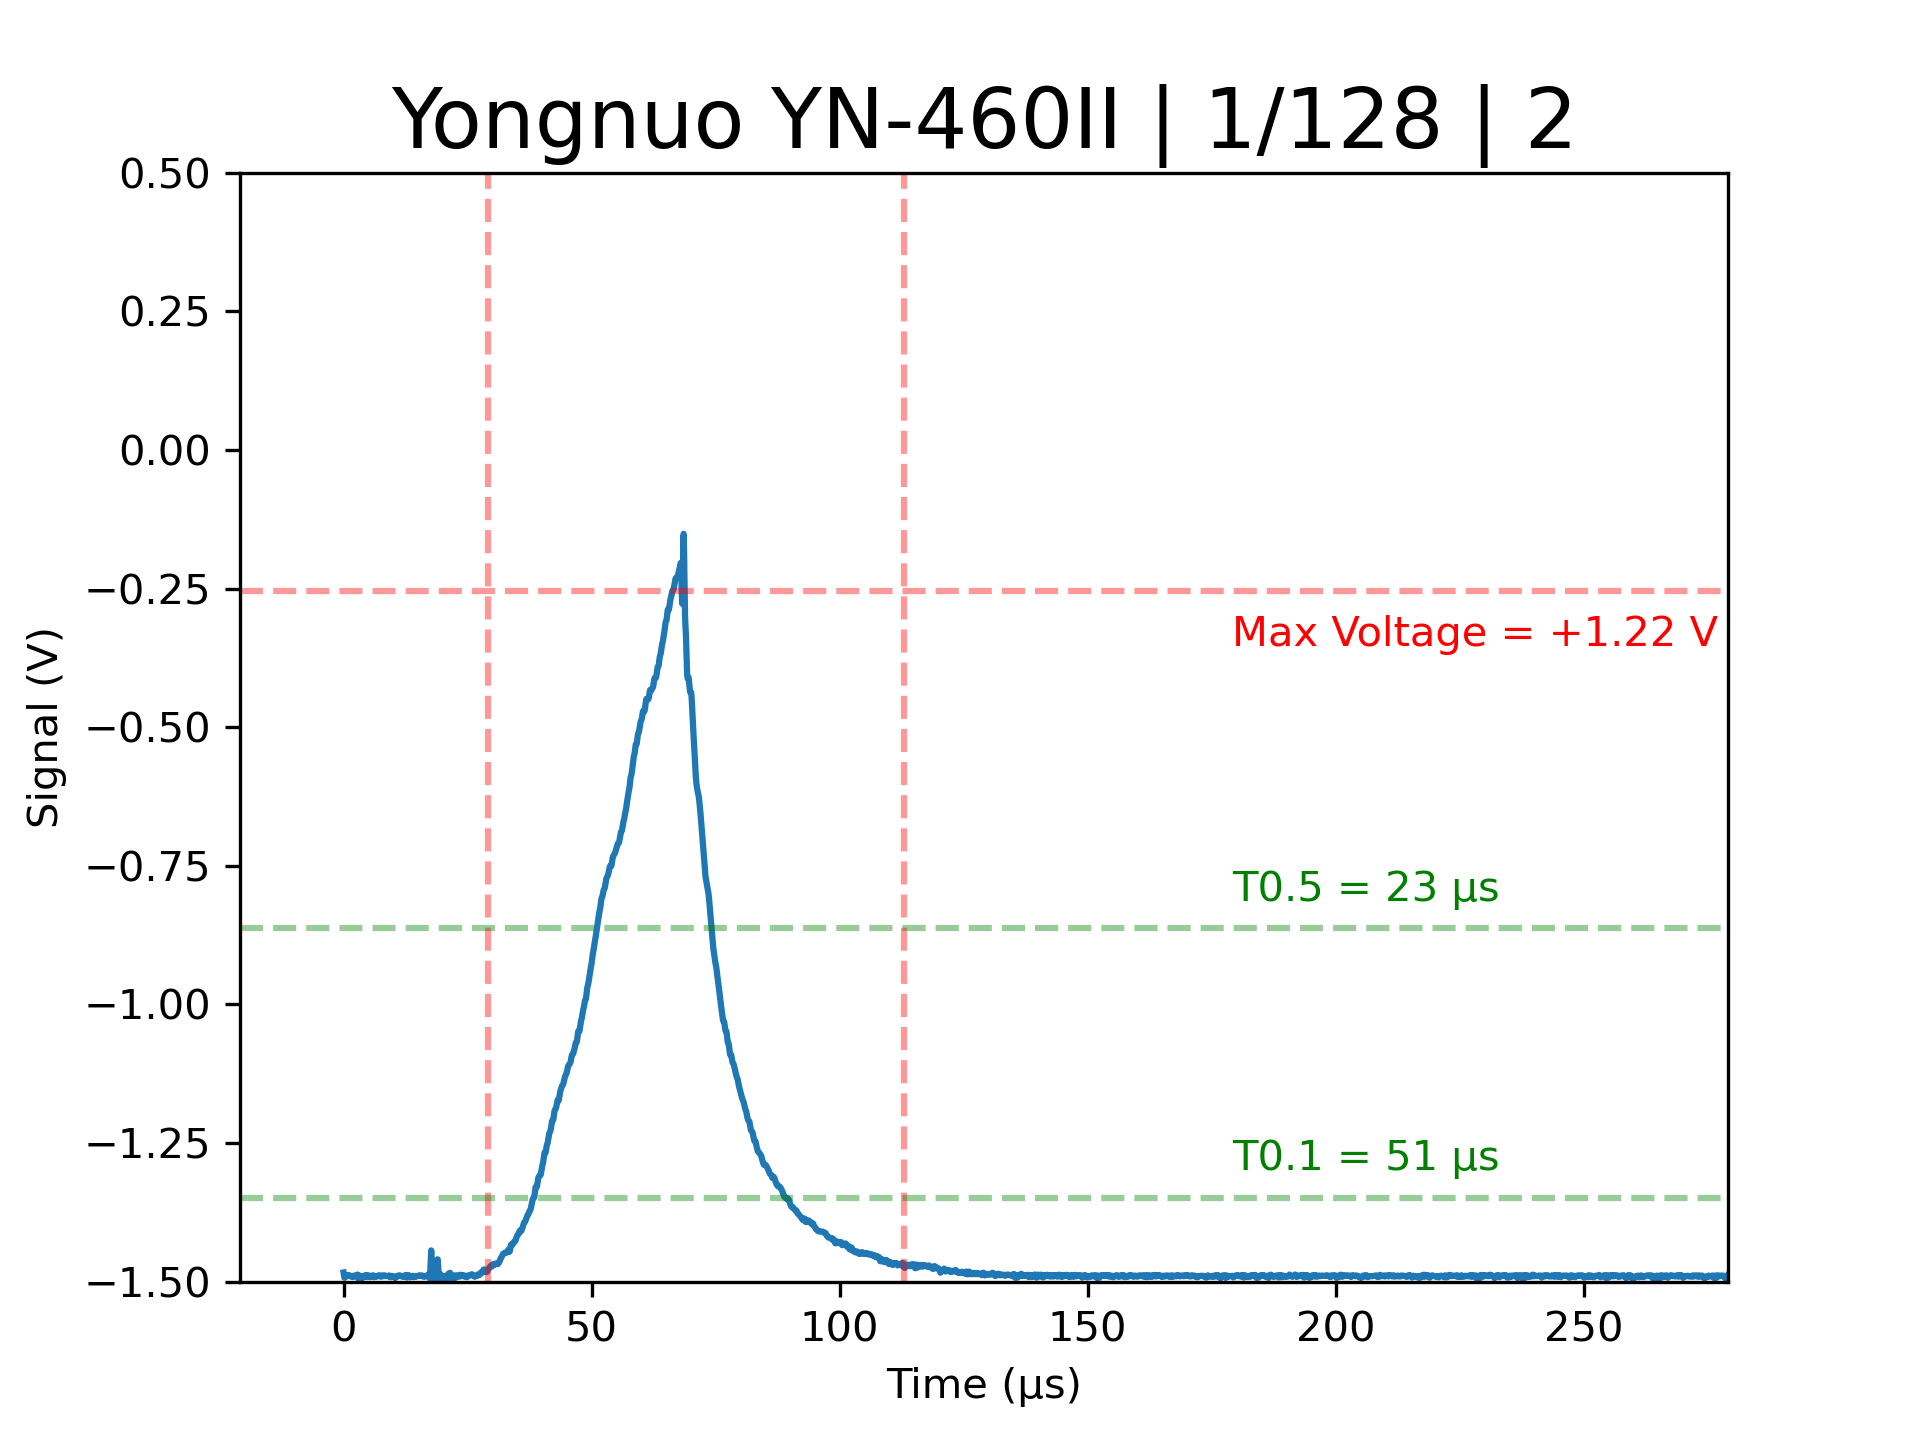 Yongnuo YN-460II | 1/128 | 2
0.50
0.25
0.00
−0.25
−0.50
−0.75
−1.00
−1.25
−1.50
Signal (V)
Max Voltage = +1.22 V
T0.5 = 23 µs
T0.1 = 51 µs
0 50 100 150 200 250
Time (µs)